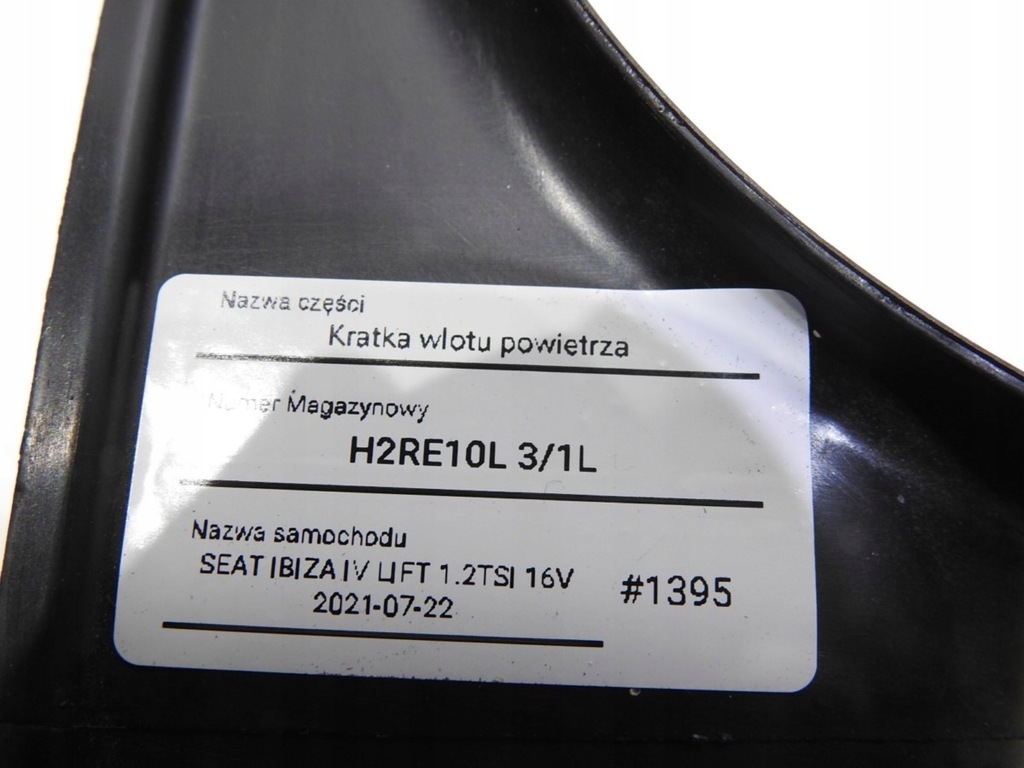 Nazwa części
Kratka wlotu powietrza
Numer Magazynowy
H2RE10L 3/1L
Nazwa samochodu
SEAT IBIZA IV LIFT 1.2TSI 16V
2021-07-22
#1395